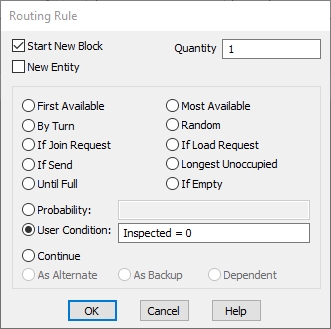 Routing Rule
Start New Block
Quantity 1
New Entity
First Available
Most Available
By Turn
Random
If Join Request
If Load Request
If Send
Longest Unoccupied
Until Full
If Empty
Probability:
User Condition: Inspected = 0
Continue
As Alternate
As Backup
Dependent
OK
Cancel
Help